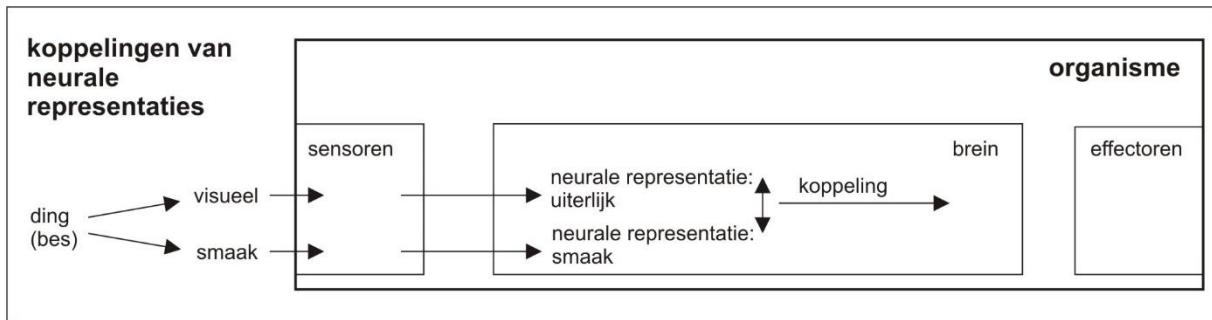 koppelingen van
neurale
representaties
organisme
sensoren
brein
effectoren
ding
(bes)
visueel
smaak
neurale representatie:
uiterlijk
neurale representatie:
smaak
koppeling